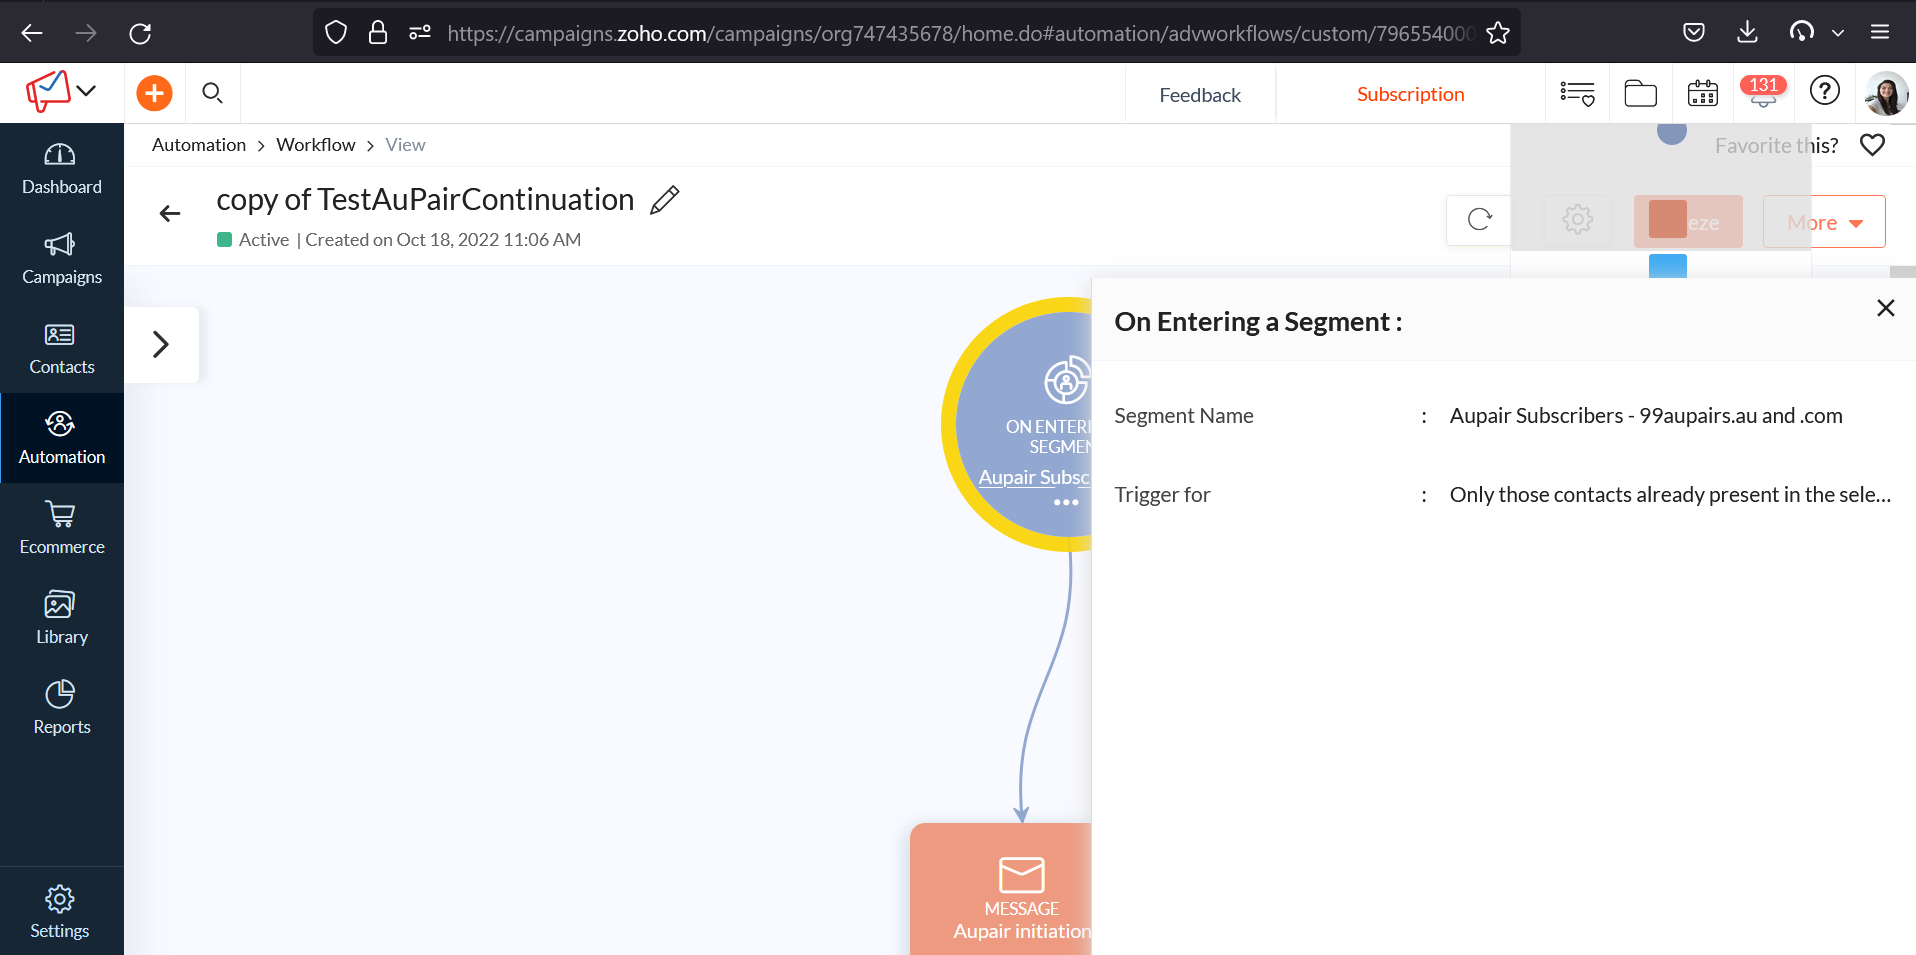 https://campaigns.zoho.com/campaigns/org747435678/home.do#automation/advworkflows/custom/796554000
Feedback
Subscription
131
Automation > Workflow > View
Favorite this?
copy of TestAuPairContinuation
Active | Created on Oct 18, 2022 11:06 AM
eze
More
Dashboard
Campaigns
Contacts
Automation
Ecommerce
Library
Reports
Settings
ON ENTERI
SEGMEN
Aupair Subsc
MESSAGE
Aupair initiation
On Entering a Segment :
Segment Name : Aupair Subscribers - 99aupairs.au and .com
Trigger for : Only those contacts already present in the sele...